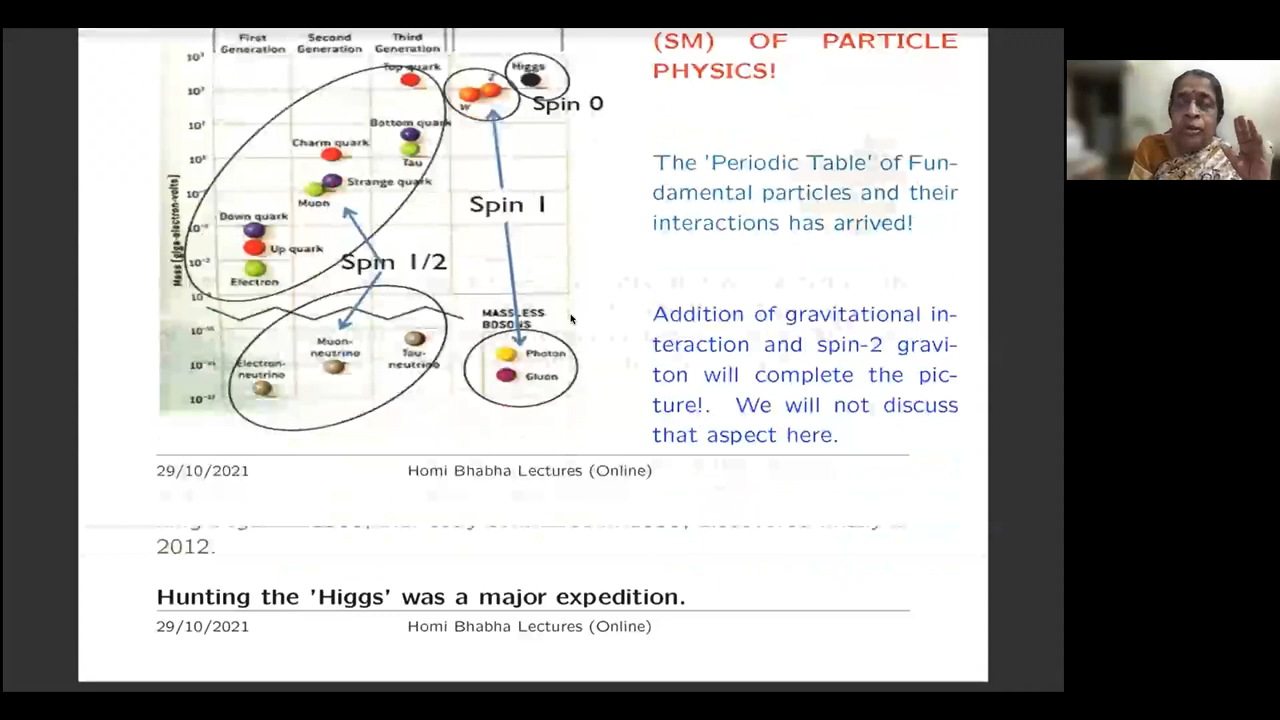 First Second Third
Generation Generation Generation
(SM) OF PARTICLE
PHYSICS!
Top quark
Higgs
Z
W
Spin 0
Bottom quark
Charm quark
Tau
Strange quark
Muon
Spin 1
Down quark
Up quark
Electron
Spin 1/2
Mass (giga-electron-volts)
The 'Periodic Table' of Fun-
damental particles and their
interactions has arrived!
MASSLESS
BOSONS
Muon-
neutrino
Tau-
neutrino
Electron-
neutrino
Photon
Gluon
Addition of gravitational in-
teraction and spin-2 gravi-
ton will complete the pic-
ture!. We will not discuss
that aspect here.
29/10/2021 Homi Bhabha Lectures (Online)
2012.
Hunting the 'Higgs' was a major expedition.
29/10/2021 Homi Bhabha Lectures (Online)